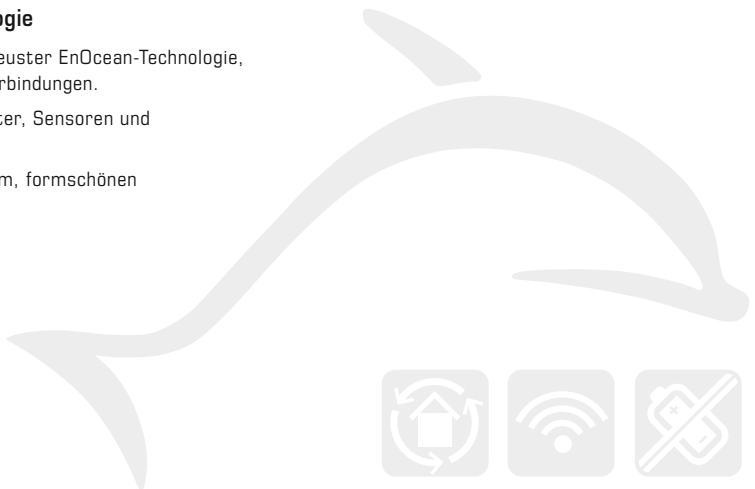 ogie
euster EnOcean-Technologie,
rbindungen.
ter, Sensoren und
m, formschönen